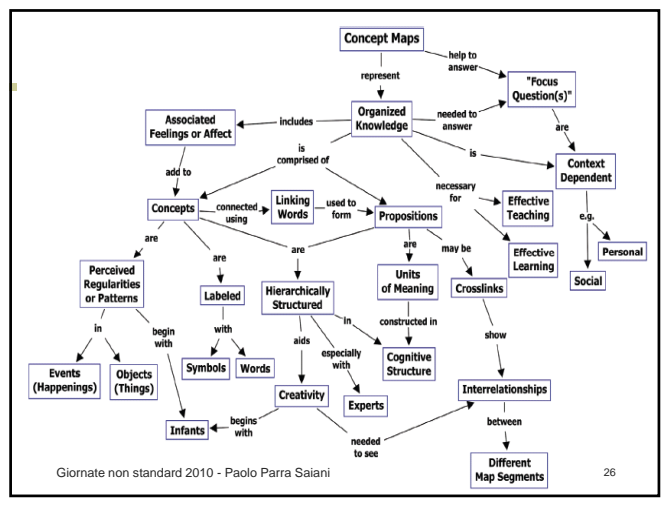 Concept Maps
help to
answer
represent
"Focus
Question(s)"
Organized
Knowledge
needed to
answer
includes
Associated
Feelings or Affect
are
is
comprised of
is
Context
Dependent
add to
necessary
for
Concepts
connected
using
Linking
Words
used to
form
Propositions
Effective
Teaching
e.g.
are
are
are
are
may be
Effective
Learning
Personal
Social
Perceived
Regularities
or Patterns
Labeled
Hierarchically
Structured
Units
of Meaning
Crosslinks
in
begin
with
with
aids
in
especially
with
constructed in
show
Events
(Happenings)
Objects
(Things)
Symbols
Words
Cognitive
Structure
Creativity
Experts
Interrelationships
Infants
begins
with
needed
to see
between
Different
Map Segments
Giornate non standard 2010 - Paolo Parra Saiani
26